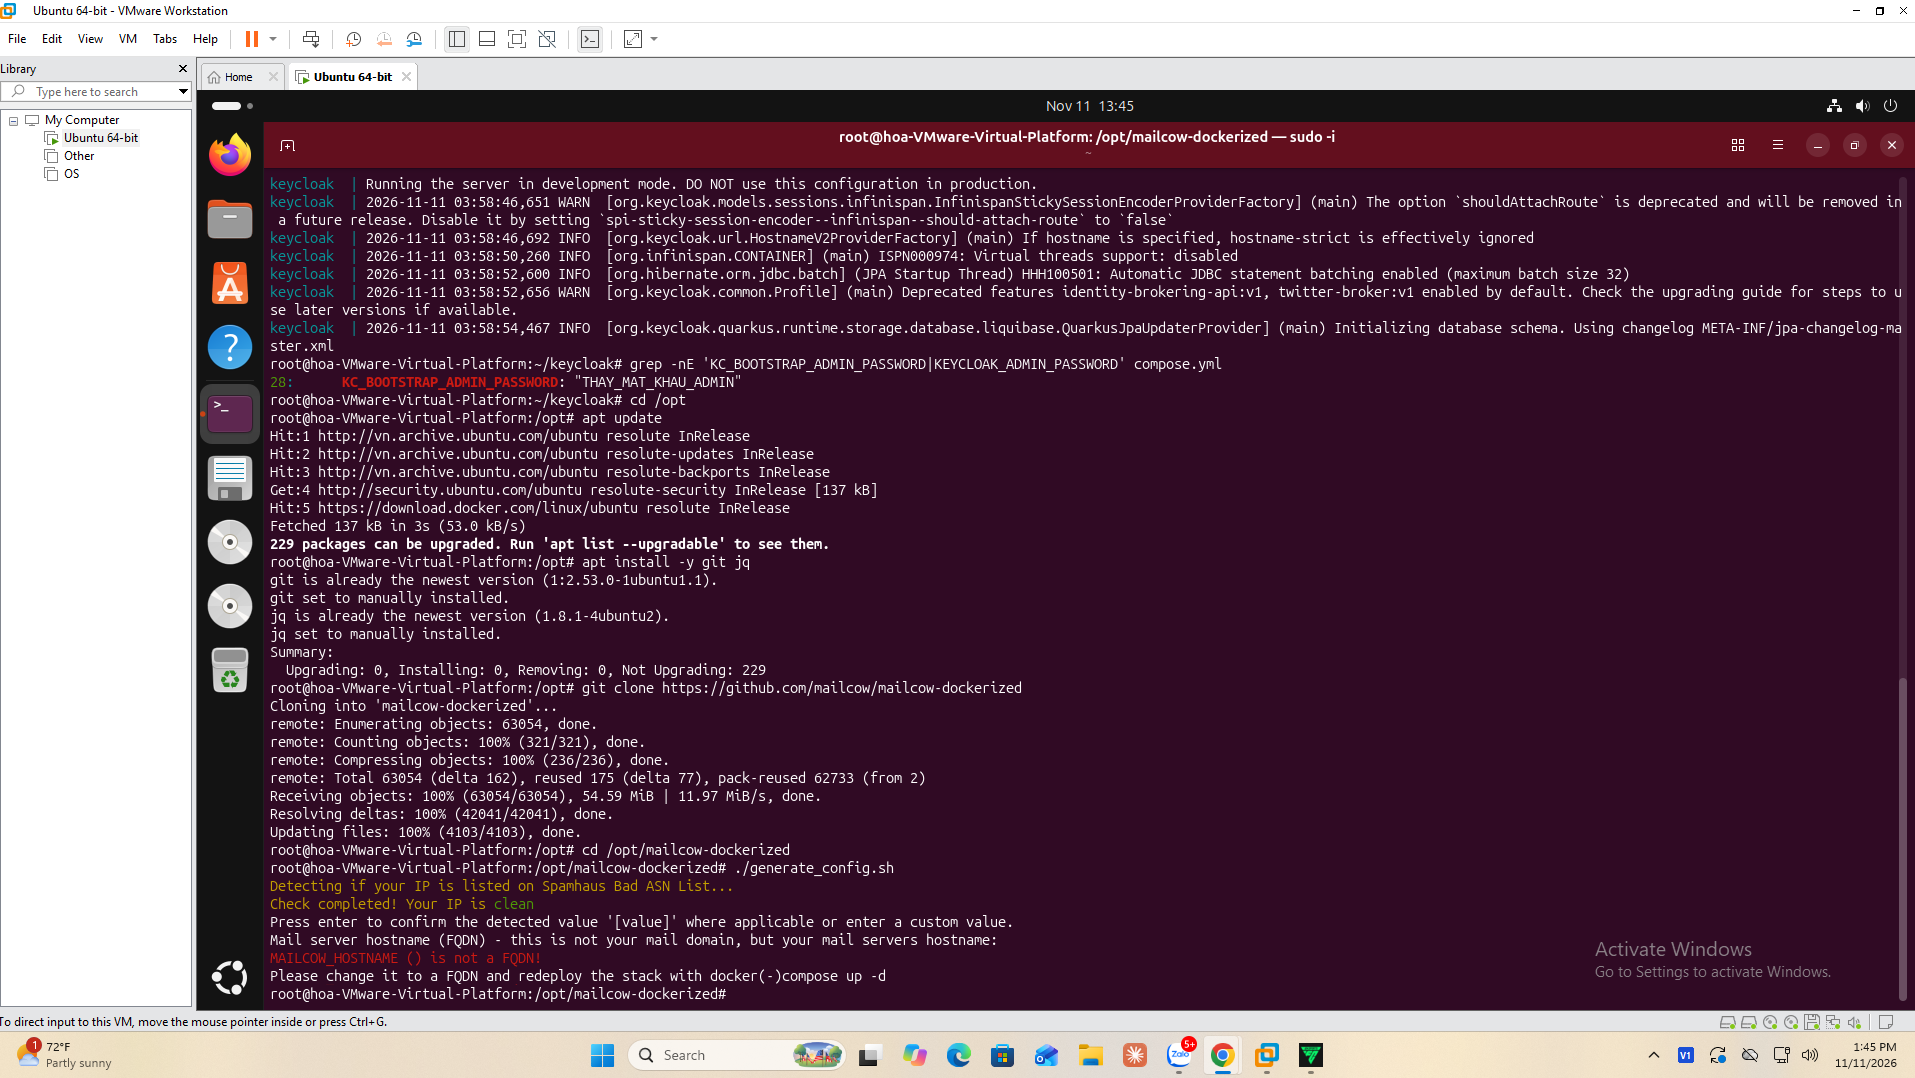 Ubuntu 64-bit - VMware Workstation
File Edit View VM Tabs Help
Library
Type here to search
My Computer
Ubuntu 64-bit
Other
OS
Home
Ubuntu 64-bit
Nov 11 13:45
root@hoa-VMware-Virtual-Platform: /opt/mailcow-dockerized — sudo -i
~
keycloak | Running the server in development mode. DO NOT use this configuration in production.
keycloak | 2026-11-11 03:58:46,651 WARN [org.keycloak.models.sessions.infinispan.InfinispanStickySessionEncoderProviderFactory] (main) The option `shouldAttachRoute` is deprecated and will be removed in
a future release. Disable it by setting `spi-sticky-session-encoder--infinispan--should-attach-route` to `false`
keycloak | 2026-11-11 03:58:46,692 INFO [org.keycloak.url.HostnameV2ProviderFactory] (main) If hostname is specified, hostname-strict is effectively ignored
keycloak | 2026-11-11 03:58:50,260 INFO [org.infinispan.CONTAINER] (main) ISPN000974: Virtual threads support: disabled
keycloak | 2026-11-11 03:58:52,600 INFO [org.hibernate.orm.jdbc.batch] (JPA Startup Thread) HHH100501: Automatic JDBC statement batching enabled (maximum batch size 32)
keycloak | 2026-11-11 03:58:52,656 WARN [org.keycloak.common.Profile] (main) Deprecated features identity-brokering-api:v1, twitter-broker:v1 enabled by default. Check the upgrading guide for steps to u
se later versions if available.
keycloak | 2026-11-11 03:58:54,467 INFO [org.keycloak.quarkus.runtime.storage.database.liquibase.QuarkusJpaUpdaterProvider] (main) Initializing database schema. Using changelog META-INF/jpa-changelog-ma
ster.xml
root@hoa-VMware-Virtual-Platform:~/keycloak# grep -nE 'KC_BOOTSTRAP_ADMIN_PASSWORD|KEYCLOAK_ADMIN_PASSWORD' compose.yml
28: KC_BOOTSTRAP_ADMIN_PASSWORD: "THAY_MAT_KHAU_ADMIN"
root@hoa-VMware-Virtual-Platform:~/keycloak# cd /opt
root@hoa-VMware-Virtual-Platform:/opt# apt update
Hit:1 http://vn.archive.ubuntu.com/ubuntu resolute InRelease
Hit:2 http://vn.archive.ubuntu.com/ubuntu resolute-updates InRelease
Hit:3 http://vn.archive.ubuntu.com/ubuntu resolute-backports InRelease
Get:4 http://security.ubuntu.com/ubuntu resolute-security InRelease [137 kB]
Hit:5 https://download.docker.com/linux/ubuntu resolute InRelease
Fetched 137 kB in 3s (53.0 kB/s)
229 packages can be upgraded. Run 'apt list --upgradable' to see them.
root@hoa-VMware-Virtual-Platform:/opt# apt install -y git jq
git is already the newest version (1:2.53.0-1ubuntu1.1).
git set to manually installed.
jq is already the newest version (1.8.1-4ubuntu2).
jq set to manually installed.
Summary:
Upgrading: 0, Installing: 0, Removing: 0, Not Upgrading: 229
root@hoa-VMware-Virtual-Platform:/opt# git clone https://github.com/mailcow/mailcow-dockerized
Cloning into 'mailcow-dockerized'...
remote: Enumerating objects: 63054, done.
remote: Counting objects: 100% (321/321), done.
remote: Compressing objects: 100% (236/236), done.
remote: Total 63054 (delta 162), reused 175 (delta 77), pack-reused 62733 (from 2)
Receiving objects: 100% (63054/63054), 54.59 MiB | 11.97 MiB/s, done.
Resolving deltas: 100% (42041/42041), done.
Updating files: 100% (4103/4103), done.
root@hoa-VMware-Virtual-Platform:/opt# cd /opt/mailcow-dockerized
root@hoa-VMware-Virtual-Platform:/opt/mailcow-dockerized# ./generate_config.sh
Detecting if your IP is listed on Spamhaus Bad ASN List...
Check completed! Your IP is clean
Press enter to confirm the detected value '[value]' where applicable or enter a custom value.
Mail server hostname (FQDN) - this is not your mail domain, but your mail servers hostname:
MAILCOW_HOSTNAME () is not a FQDN!
Please change it to a FQDN and redeploy the stack with docker(-)compose up -d
root@hoa-VMware-Virtual-Platform:/opt/mailcow-dockerized#
Activate Windows
Go to Settings to activate Windows.
To direct input to this VM, move the mouse pointer inside or press Ctrl+G.
1
72°F
Partly sunny
Search
Zalo
5+
V1
1:45 PM
11/11/2026